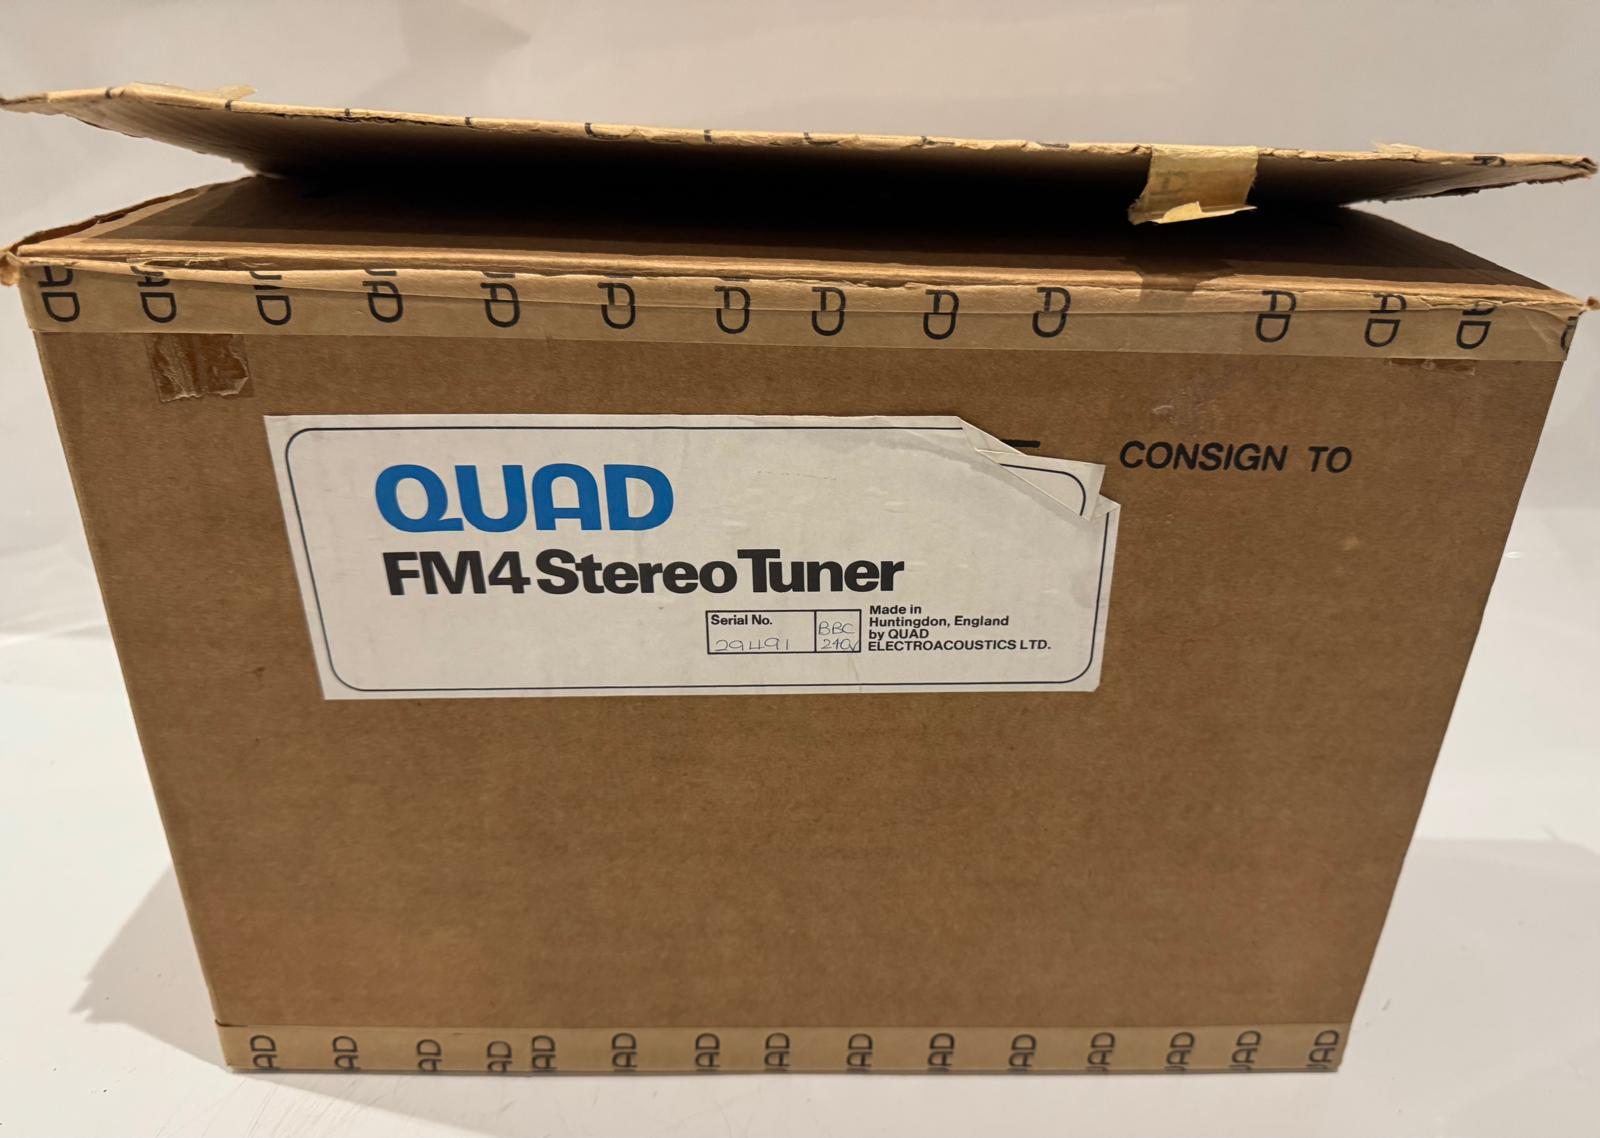 QUAD
FM4 Stereo Tuner
Serial No.
29491
BBC
240V
Made in
Huntingdon, England
by QUAD
ELECTROACOUSTICS LTD.
CONSIGN TO